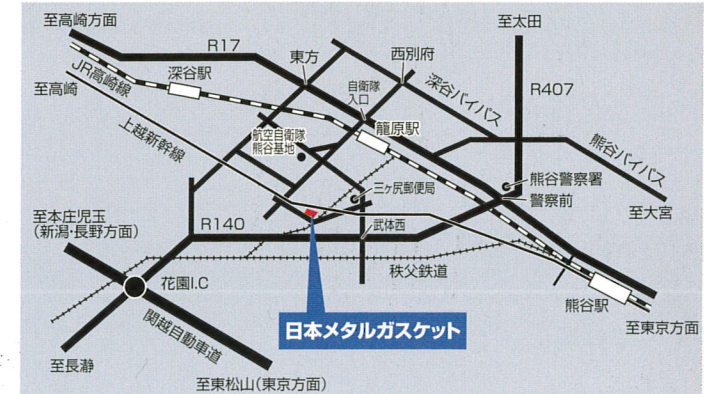 至高崎方面
R17
東方
西別府
至太田
JR高崎線
深谷駅
自衛隊
入口
深谷バイパス
R407
至高崎
上越新幹線
航空自衛隊
熊谷基地
籠原駅
熊谷バイパス
三ヶ尻郵便局
熊谷警察署
警察前
至大宮
至本庄児玉
(新潟・長野方面)
R140
武体西
秩父鉄道
花園I.C
関越自動車道
熊谷駅
日本メタルガスケット
至東京方面
至長瀞
至東松山(東京方面)